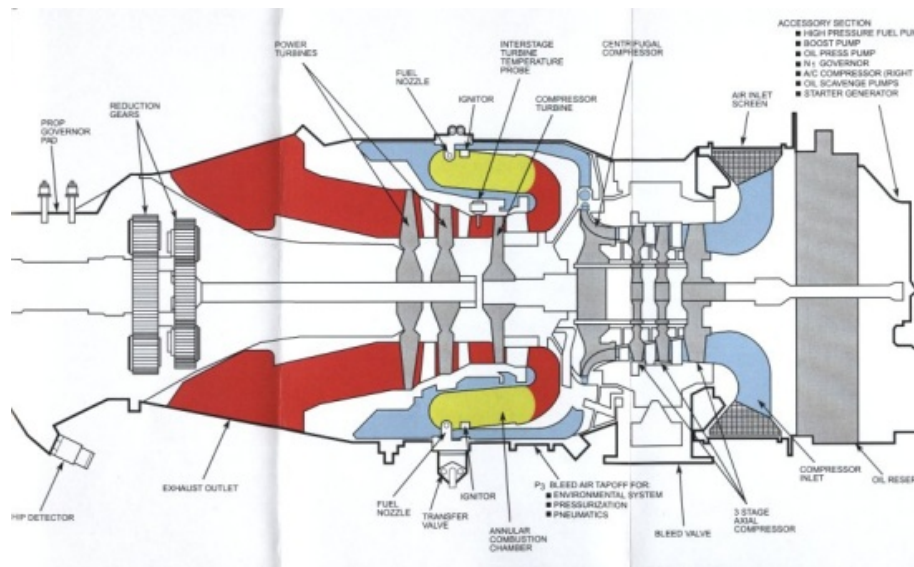 ACCESSORY SECTION
HIGH PRESSURE FUEL PU
BOOST PUMP
OIL PRESS PUMP
N1 GOVERNOR
A/C COMPRESSOR (RIGHT
OIL SCAVENGE PUMPS
STARTER GENERATOR
POWER
TURBINES
FUEL
NOZZLE
IGNITOR
INTERSTAGE
TURBINE
TEMPERATURE
PROBE
COMPRESSOR
TURBINE
CENTRIFUGAL
COMPRESSOR
AIR INLET
SCREEN
PROP
GOVERNOR
PAD
REDUCTION
GEARS
HIP DETECTOR
EXHAUST OUTLET
FUEL
NOZZLE
TRANSFER
VALVE
IGNITOR
ANNULAR
COMBUSTION
CHAMBER
P3 BLEED AIR TAPOFF FOR:
ENVIRONMENTAL SYSTEM
PRESSURIZATION
PNEUMATICS
BLEED VALVE
3 STAGE
AXIAL
COMPRESSOR
COMPRESSOR
INLET
OIL RESER